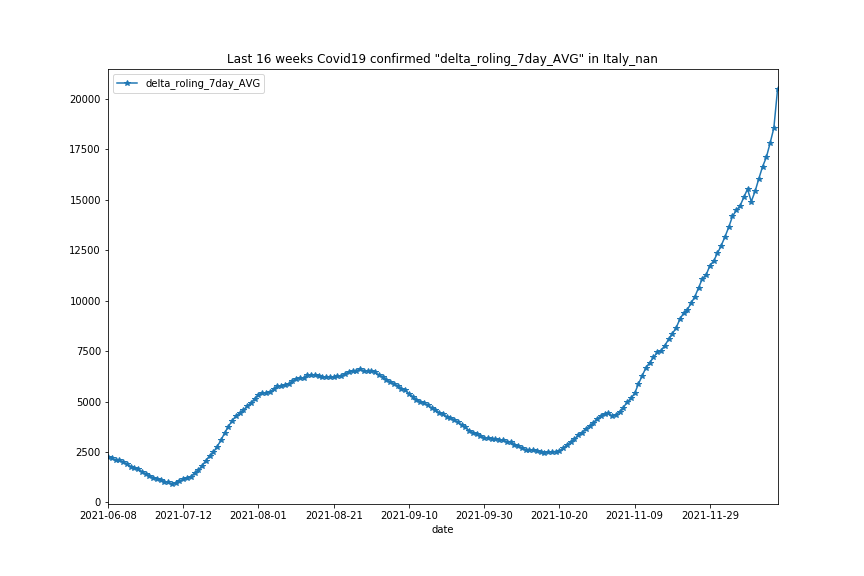 Last 16 weeks Covid19 confirmed "delta_roling_7day_AVG" in Italy_nan
delta_roling_7day_AVG
20000
17500
15000
12500
10000
7500
5000
2500
0
2021-06-08 2021-07-12 2021-08-01 2021-08-21 2021-09-10 2021-09-30 2021-10-20 2021-11-09 2021-11-29
date